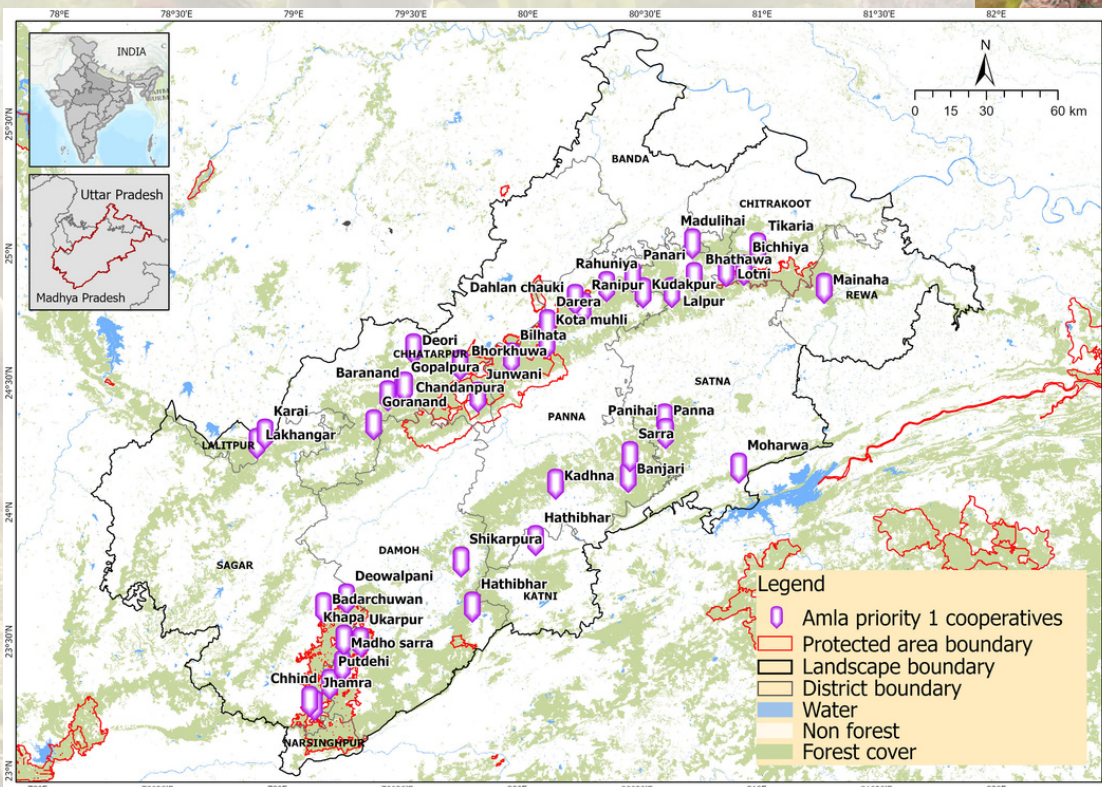 78°E 78°30'E 79°E 79°30'E 80°E 80°30'E 81°E 81°30'E 82°E
INDIA
N
0 15 30 60 km
25°30'N
BANDA
Uttar Pradesh
Madhya Pradesh
CHITRAKOOT
Madulihai
Tikaria
25°N
Panari
Bichhiya
Rahuniya
Bhathawa
Lotni
Dahlan chauki
Ranipur
Kudakpur
Mainaha
REWA
Darera
Lalpur
Kota muhli
Bilhata
Deori
CHHATARPUR
Bhorkhuwa
Gopalpura
Baranand
Junwani
24°30'N
Chandanpura
SATNA
Goranand
Karai
PANNA
Panihai
Panna
Lakhangar
LALITPUR
Sarra
Moharwa
Banjari
Kadhna
24°N
Hathibhar
Shikarpura
DAMOH
SAGAR
Deowalpani
Hathibhar
KATNI
Badarchuwan
Khapa
Ukarpur
23°30'N
Madho sarra
Putdehi
Chhind
Jhamra
NARSINGHPUR
23°N
Legend
Amla priority 1 cooperatives
Protected area boundary
Landscape boundary
District boundary
Water
Non forest
Forest cover